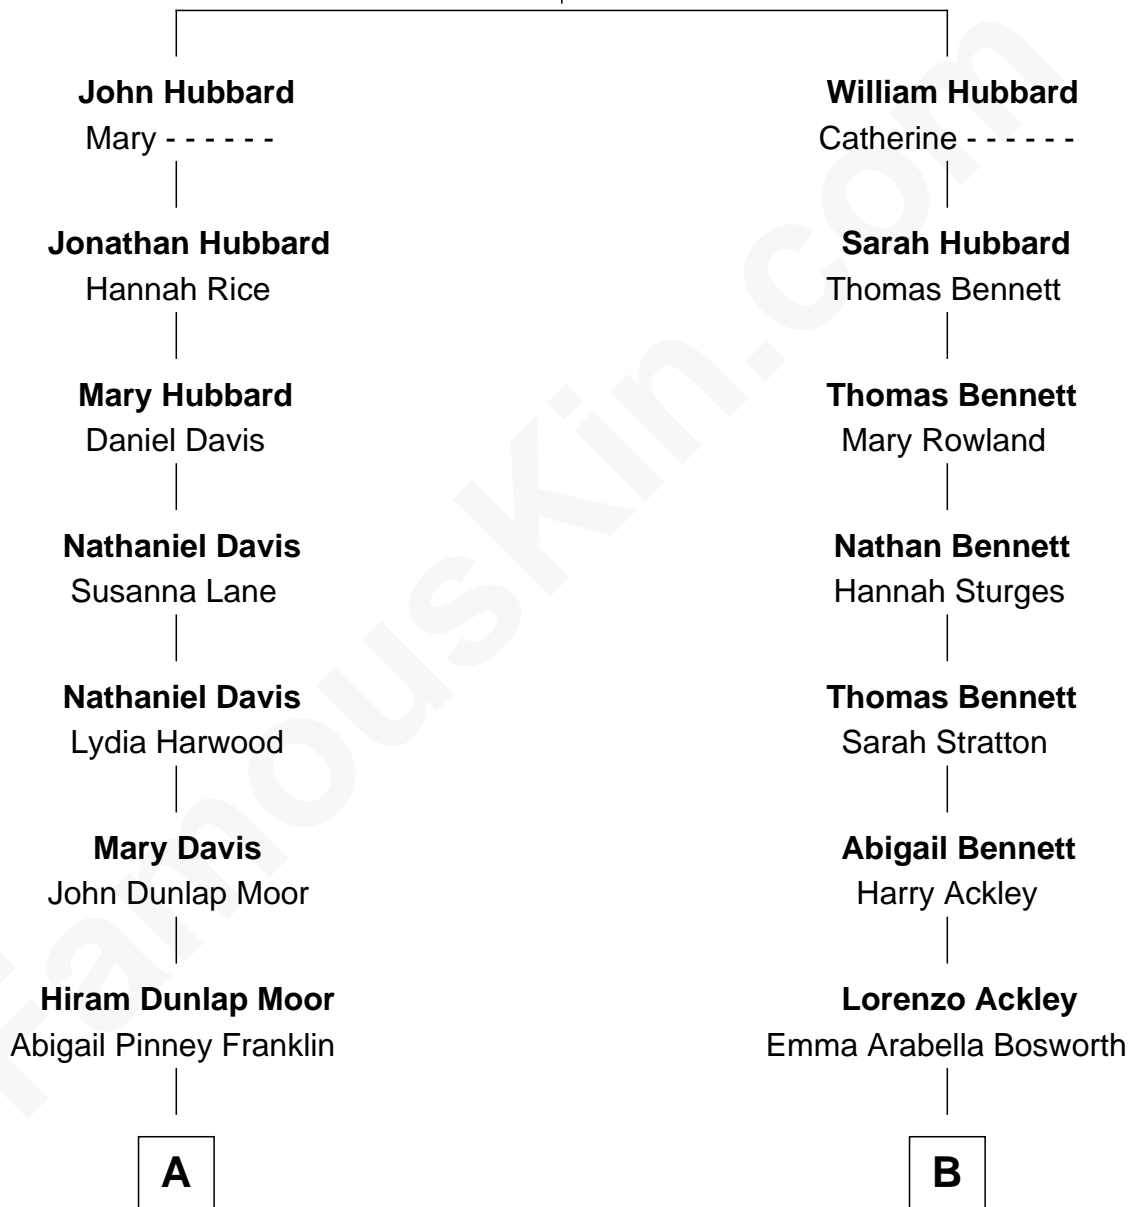 John Hubbard
Mary - - - - - -
Jonathan Hubbard
Hannah Rice
Mary Hubbard
Daniel Davis
Nathaniel Davis
Susanna Lane
Nathaniel Davis
Lydia Harwood
Mary Davis
John Dunlap Moor
Hiram Dunlap Moor
Abigail Pinney Franklin
A
William Hubbard
Catherine - - - - - -
Sarah Hubbard
Thomas Bennett
Thomas Bennett
Mary Rowland
Nathan Bennett
Hannah Sturges
Thomas Bennett
Sarah Stratton
Abigail Bennett
Harry Ackley
Lorenzo Ackley
Emma Arabella Bosworth
B
FamousKin.com